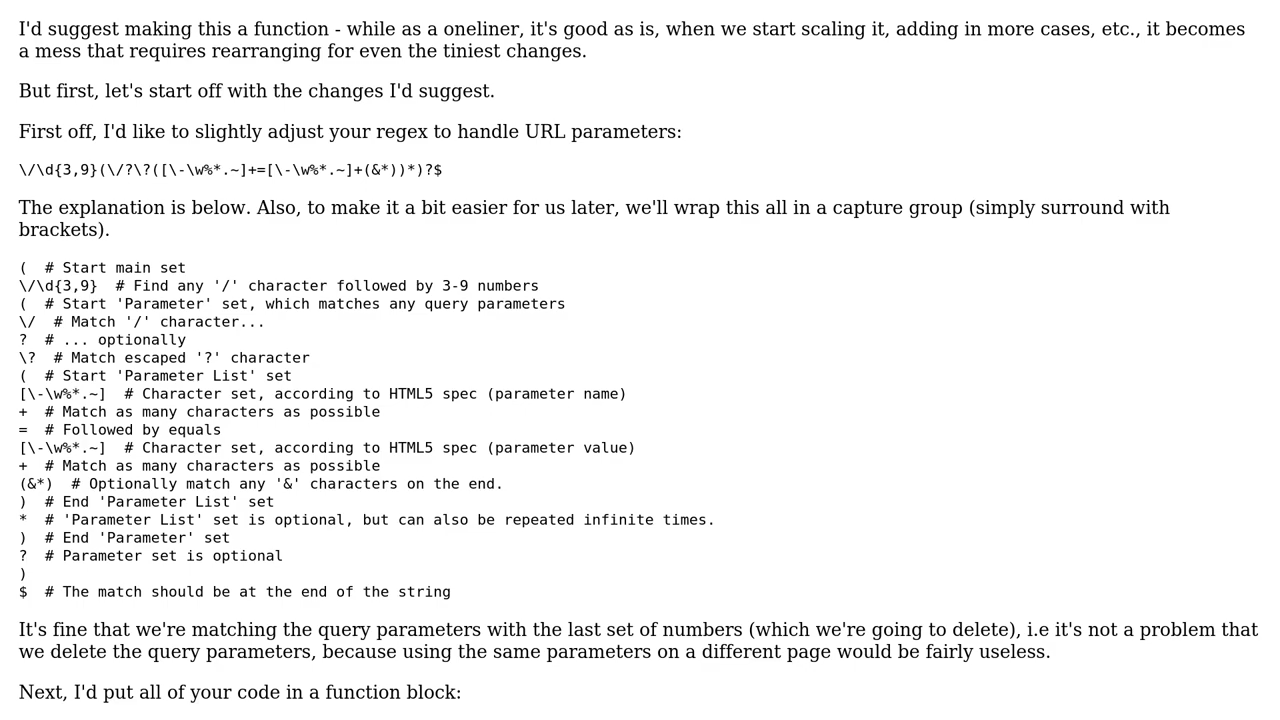 I'd suggest making this a function - while as a oneliner, it's good as is, when we start scaling it, adding in more cases, etc., it becomes
a mess that requires rearranging for even the tiniest changes.
But first, let's start off with the changes I'd suggest.
First off, I'd like to slightly adjust your regex to handle URL parameters:
\/\d{3,9}(\/?\?([\-\w%*.~]+=[\-\w%*.~]+(&*))*)?$
The explanation is below. Also, to make it a bit easier for us later, we'll wrap this all in a capture group (simply surround with
brackets).
(  # Start main set
\/\d{3,9}  # Find any '/' character followed by 3-9 numbers
(  # Start 'Parameter' set, which matches any query parameters
\/  # Match '/' character...
?  # ... optionally
\?  # Match escaped '?' character
(  # Start 'Parameter List' set
[\-\w%*.~]  # Character set, according to HTML5 spec (parameter name)
+  # Match as many characters as possible
=  # Followed by equals
[\-\w%*.~]  # Character set, according to HTML5 spec (parameter value)
+  # Match as many characters as possible
(&*)  # Optionally match any '&' characters on the end.
)  # End 'Parameter List' set
*  # 'Parameter List' set is optional, but can also be repeated infinite times.
)  # End 'Parameter' set
?  # Parameter set is optional
)
$  # The match should be at the end of the string
It's fine that we're matching the query parameters with the last set of numbers (which we're going to delete), i.e it's not a problem that
we delete the query parameters, because using the same parameters on a different page would be fairly useless.
Next, I'd put all of your code in a function block: